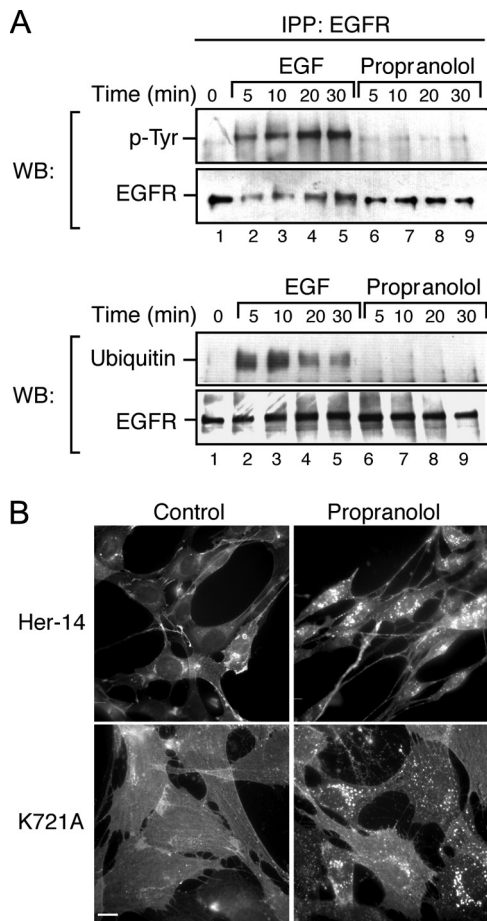 A
IPP: EGFR
EGF Propranolol
Time (min) 0 5 10 20 30 5 10 20 30
WB:
p-Tyr
EGFR
1 2 3 4 5 6 7 8 9
EGF Propranolol
Time (min) 0 5 10 20 30 5 10 20 30
WB:
Ubiquitin
EGFR
1 2 3 4 5 6 7 8 9
B
Control Propranolol
Her-14
K721A